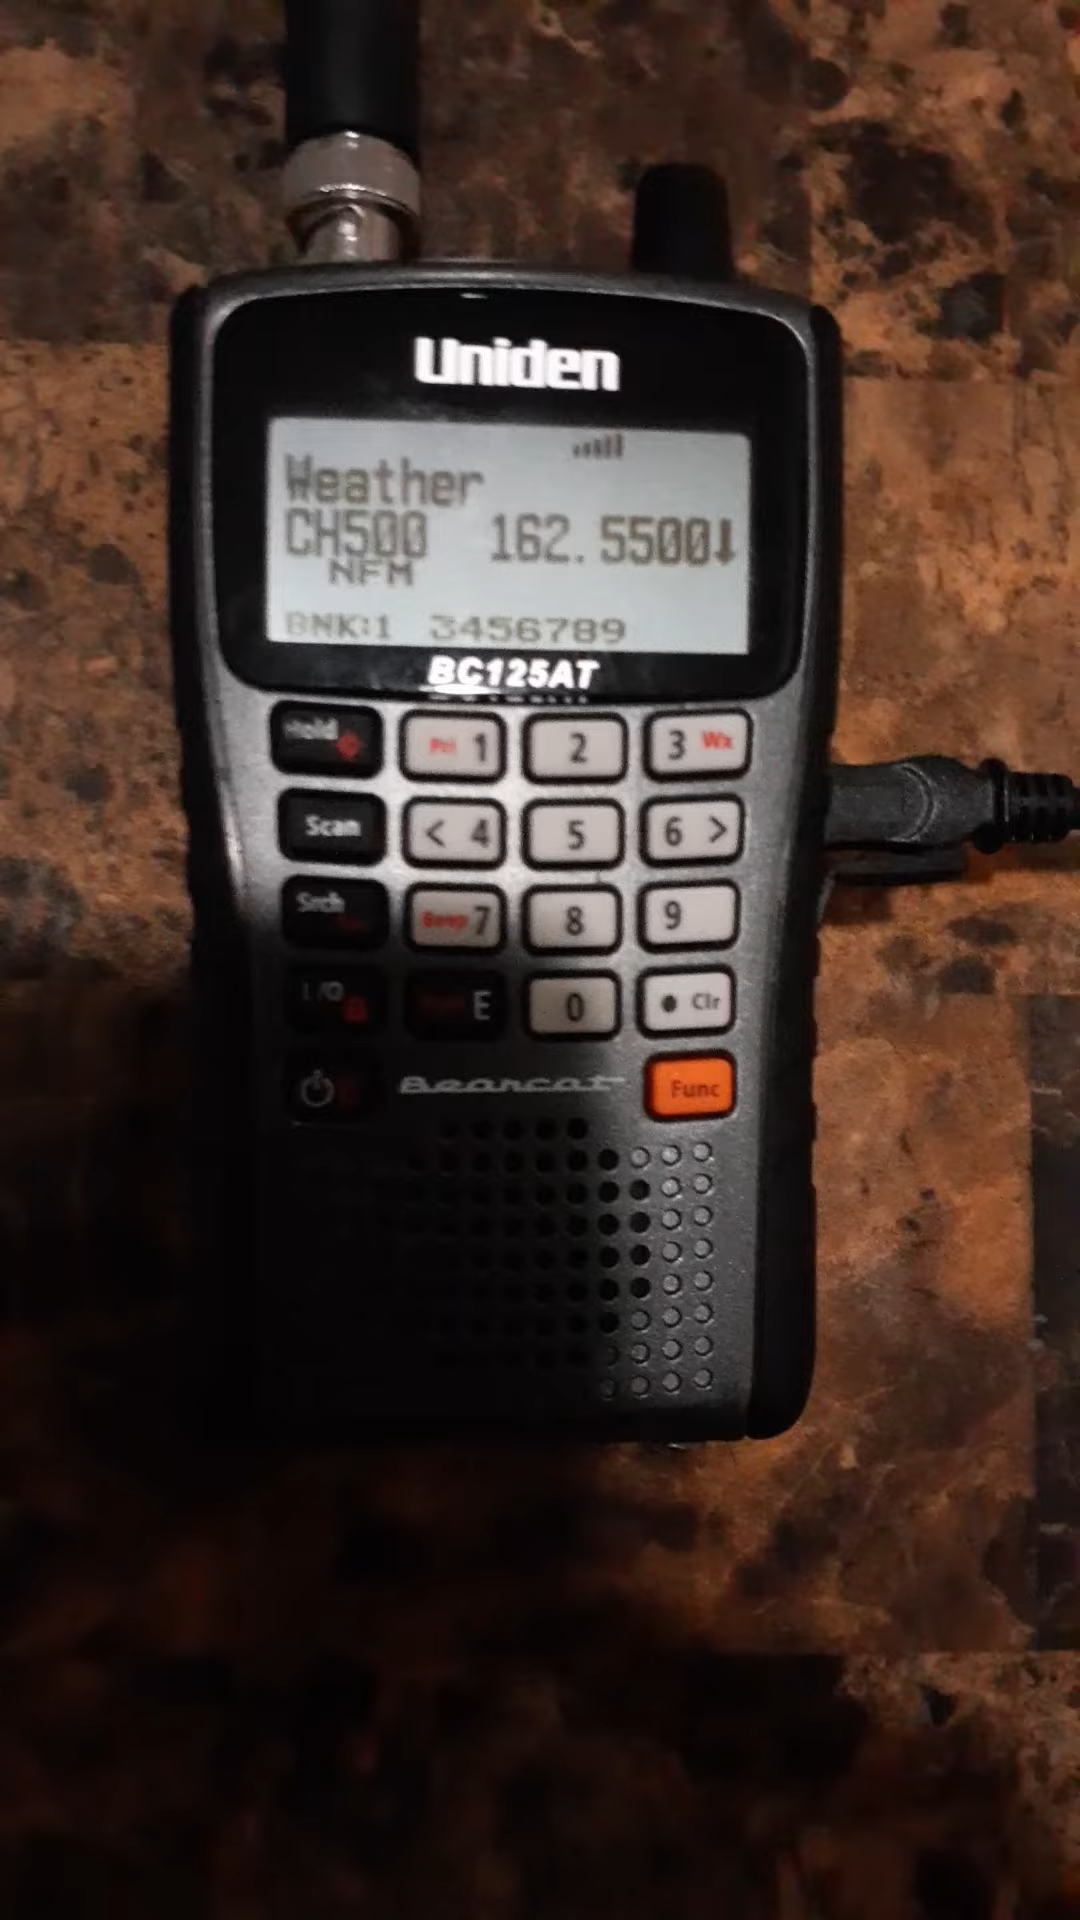 Uniden
Weather
CH500 162.5500↓
NFM
BNK:1 3456789
BC125AT
Hold Pri 1 2 3 Wx
Scan < 4 5 6 >
Srch Beep 7 8 9
L/O E 0 • Clr
Bearcat Func